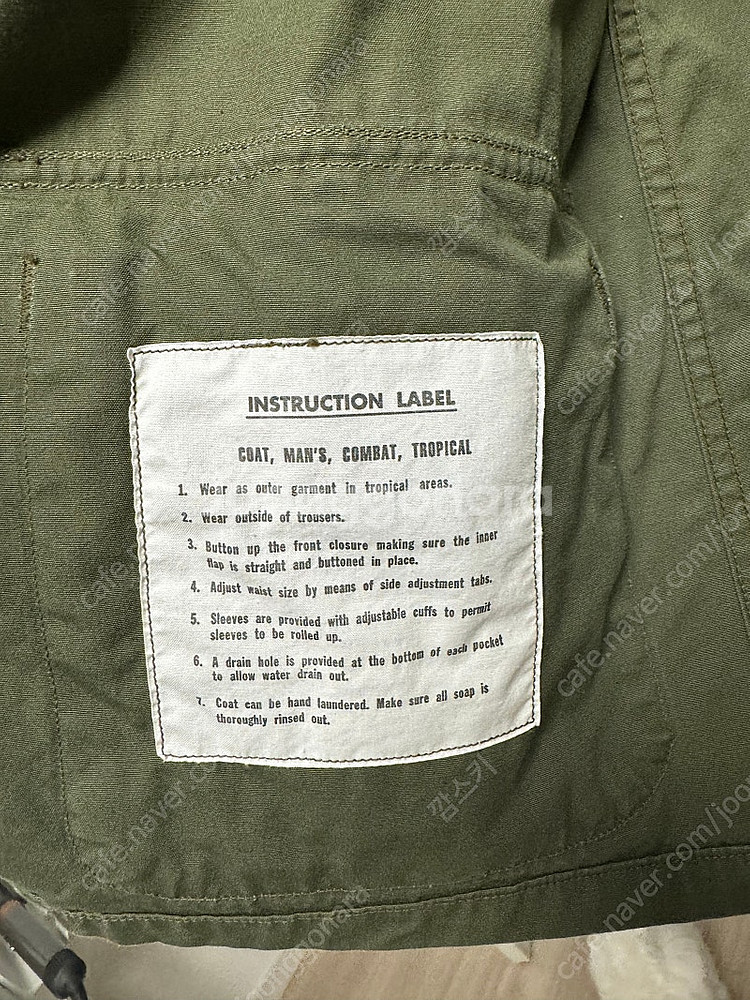 INSTRUCTION LABEL
COAT, MAN'S, COMBAT, TROPICAL
1. Wear as outer garment in tropical areas.
2. Wear outside of trousers.
3. Button up the front closure making sure the inner
flap is straight and buttoned in place.
4. Adjust waist size by means of side adjustment tabs.
5. Sleeves are provided with adjustable cuffs to permit
sleeves to be rolled up.
6. A drain hole is provided at the bottom of each pocket
to allow water drain out.
7. Coat can be hand laundered. Make sure all soap is
thoroughly rinsed out.